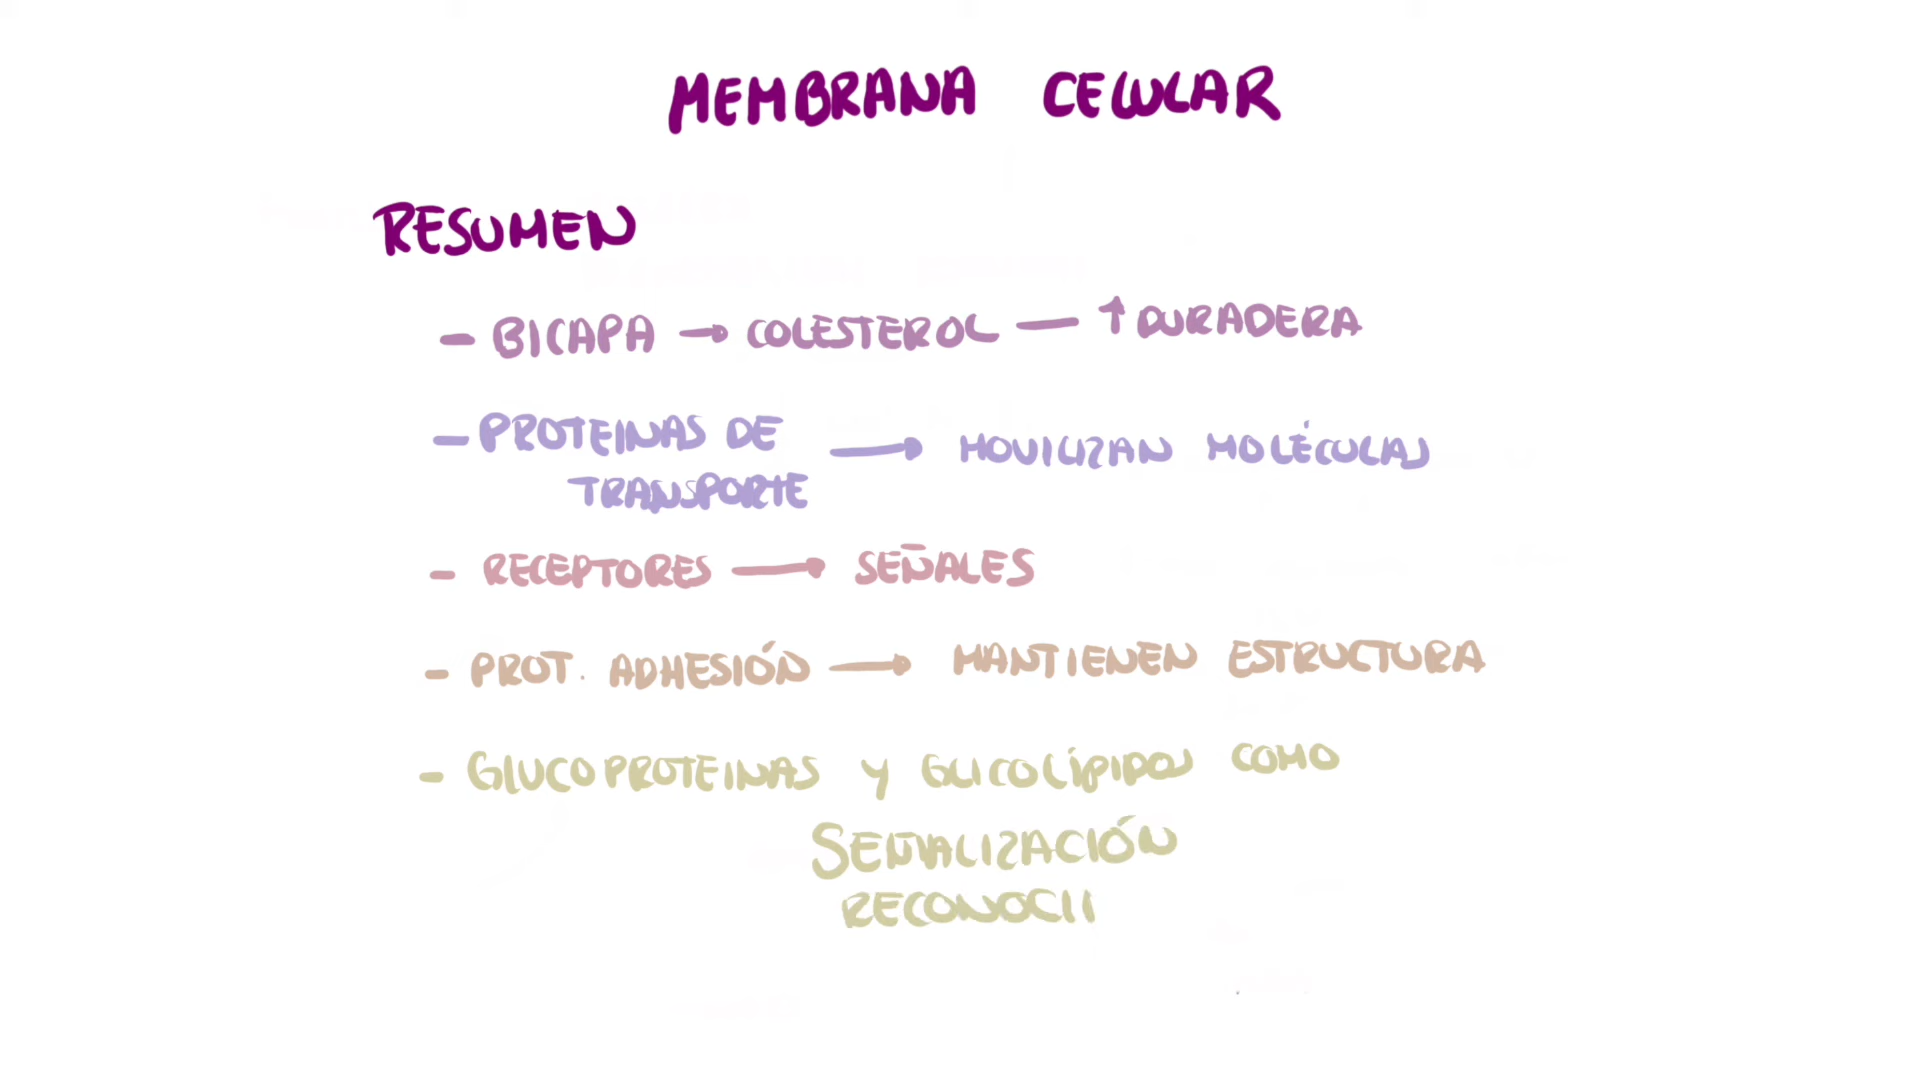 MEMBRANA CELULAR
RESUMEN
- BICAPA → COLESTEROL — ↑ DURADERA
- PROTEINAS DE TRANSPORTE → MOVILIZAN MOLÉCULAS
- RECEPTORES → SEÑALES
- PROT. ADHESIÓN → MANTIENEN ESTRUCTURA
- GLUCOPROTEINAS Y GLICOLÍPIDOS COMO
SEÑALIZACIÓN
RECONOCI